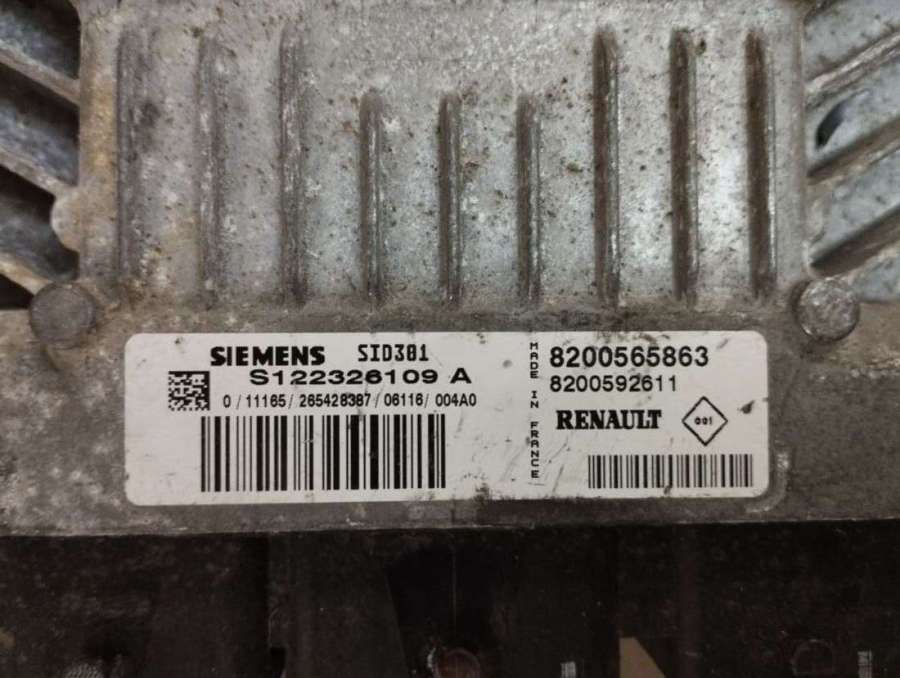 SIEMENS SID301
S122326109 A
0 / 11165 / 265428387 / 06116 / 004A0
MADE IN FRANCE
8200565863
8200592611
RENAULT 001